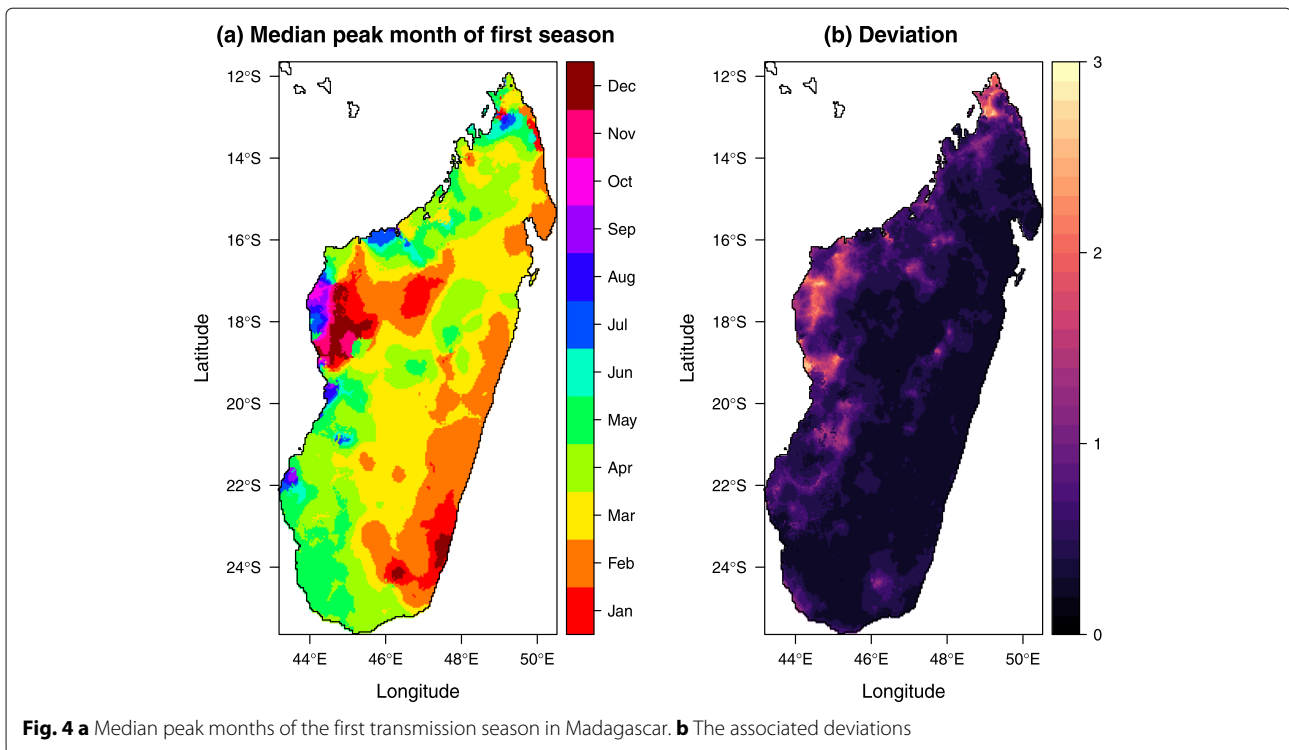 (a) Median peak month of first season
(b) Deviation
12°S
14°S
16°S
18°S
20°S
22°S
24°S
Latitude
44°E 46°E 48°E 50°E
Longitude
Dec
Nov
Oct
Sep
Aug
Jul
Jun
May
Apr
Mar
Feb
Jan
12°S
14°S
16°S
18°S
20°S
22°S
24°S
Latitude
44°E 46°E 48°E 50°E
Longitude
3
2
1
0
Fig. 4 a Median peak months of the first transmission season in Madagascar. b The associated deviations